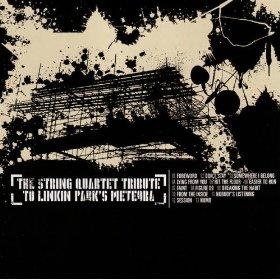 THE STRING QUARTET TRIBUTE
TO LINKIN PARK'S METEORA
FOREWORD DON'T STAY SOMEWHERE I BELONG
LYING FROM YOU HIT THE FLOOR EASIER TO RUN
FAINT FIGURE 09 BREAKING THE HABIT
FROM THE INSIDE NOBODY'S LISTENING
SESSION NUMB